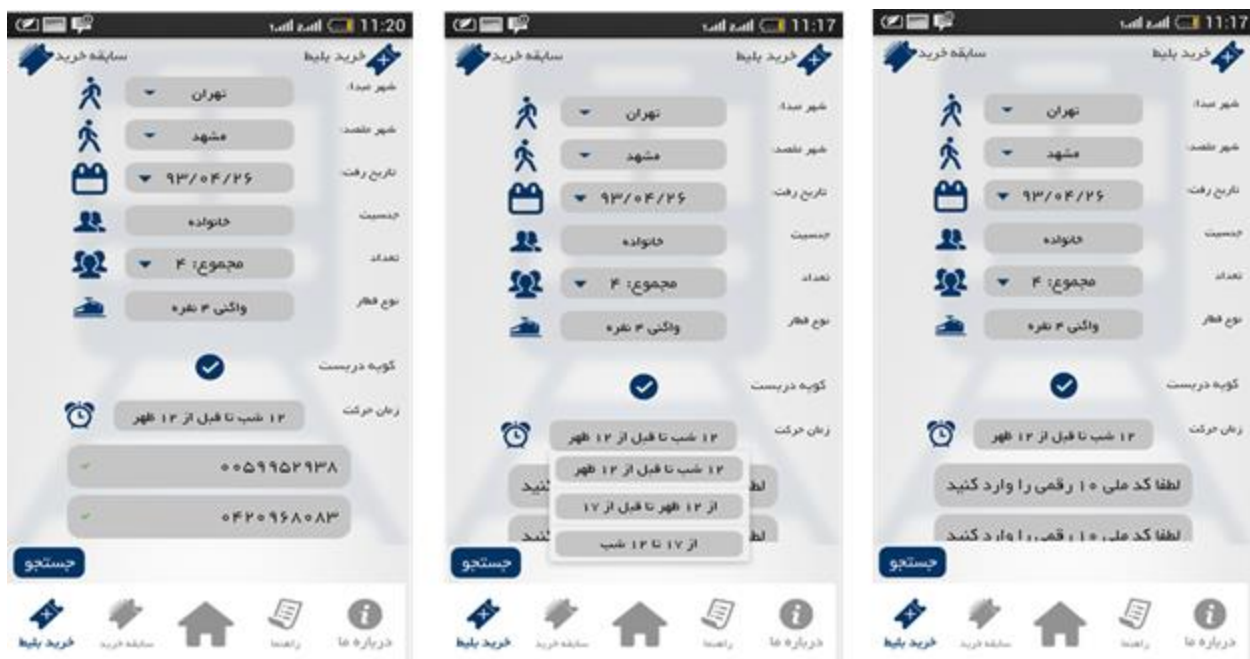 11:20
خرید بلیط
سابقه خرید
شهر مبدا:
تهران
شهر مقصد:
مشهد
تاریخ رفت:
۹۳/۰۴/۲۶
جنسیت
خانواده
تعداد
مجموع: ۴
نوع قطار
واگنی ۴ نفره
کوپه دربست
زمان حرکت
۱۲ شب تا قبل از ۱۲ ظهر
۰۰۵۹۹۵۲۹۳۸
۰۴۲۰۹۶۸۰۸۳
جستجو
درباره ما
راهنما
سابقه خرید
خرید بلیط
11:17
خرید بلیط
سابقه خرید
شهر مبدا:
تهران
شهر مقصد:
مشهد
تاریخ رفت:
۹۳/۰۴/۲۶
جنسیت
خانواده
تعداد
مجموع: ۴
نوع قطار
واگنی ۴ نفره
کوپه دربست
زمان حرکت
۱۲ شب تا قبل از ۱۲ ظهر
۱۲ شب تا قبل از ۱۲ ظهر
از ۱۲ ظهر تا قبل از ۱۷
از ۱۷ تا ۱۲ شب
جستجو
درباره ما
راهنما
سابقه خرید
خرید بلیط
11:17
خرید بلیط
سابقه خرید
شهر مبدا:
تهران
شهر مقصد:
مشهد
تاریخ رفت:
۹۳/۰۴/۲۶
جنسیت
خانواده
تعداد
مجموع: ۴
نوع قطار
واگنی ۴ نفره
کوپه دربست
زمان حرکت
۱۲ شب تا قبل از ۱۲ ظهر
لطفا کد ملی ۱۰ رقمی را وارد کنید
لطفا کد ملی ۱۰ رقمی را وارد کنید
جستجو
درباره ما
راهنما
سابقه خرید
خرید بلیط